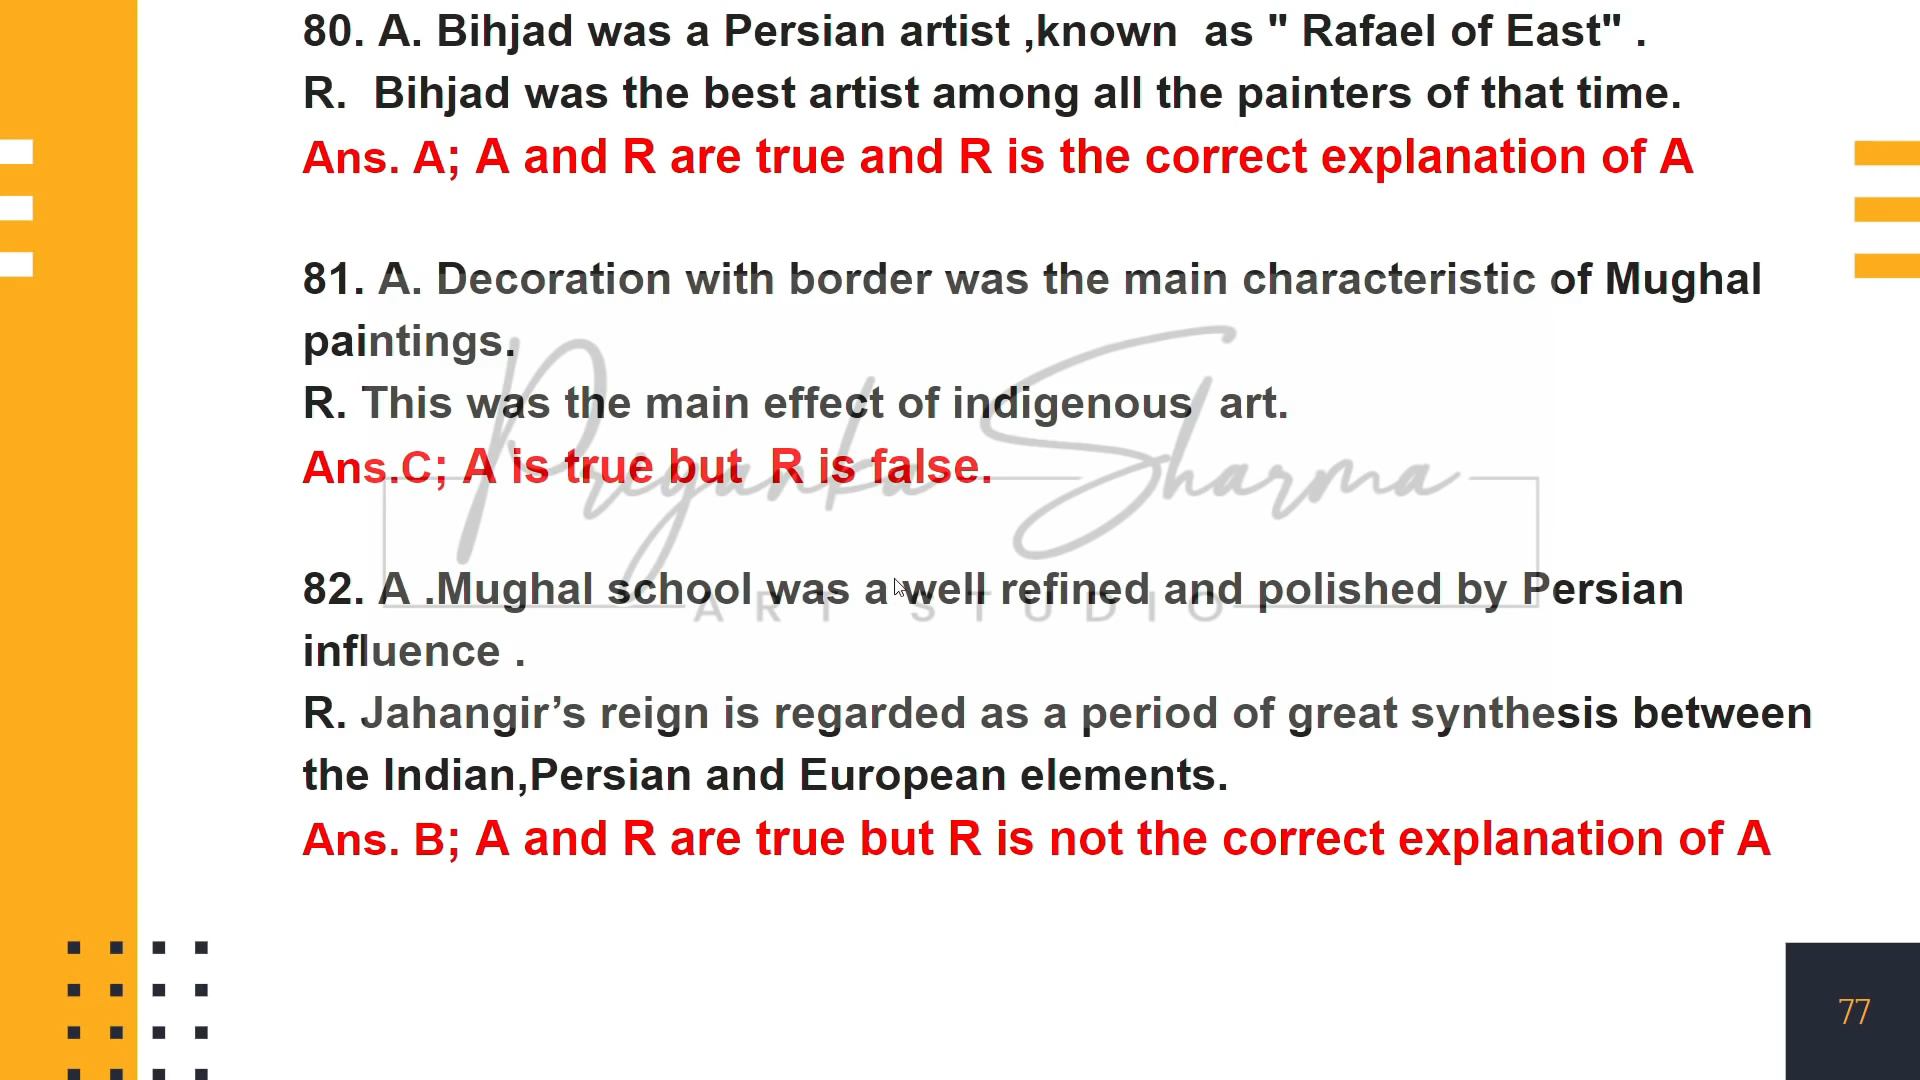 80. A. Bihjad was a Persian artist ,known  as " Rafael of East" .
R.  Bihjad was the best artist among all the painters of that time.
Ans. A; A and R are true and R is the correct explanation of A
81. A. Decoration with border was the main characteristic of Mughal
paintings.
R. This was the main effect of indigenous  art.
Ans.C; A is true but  R is false.
Priyanka Sharma
ART STUDIO
82. A .Mughal school was a well refined and polished by Persian
influence .
R. Jahangir’s reign is regarded as a period of great synthesis between
the Indian,Persian and European elements.
Ans. B; A and R are true but R is not the correct explanation of A
77